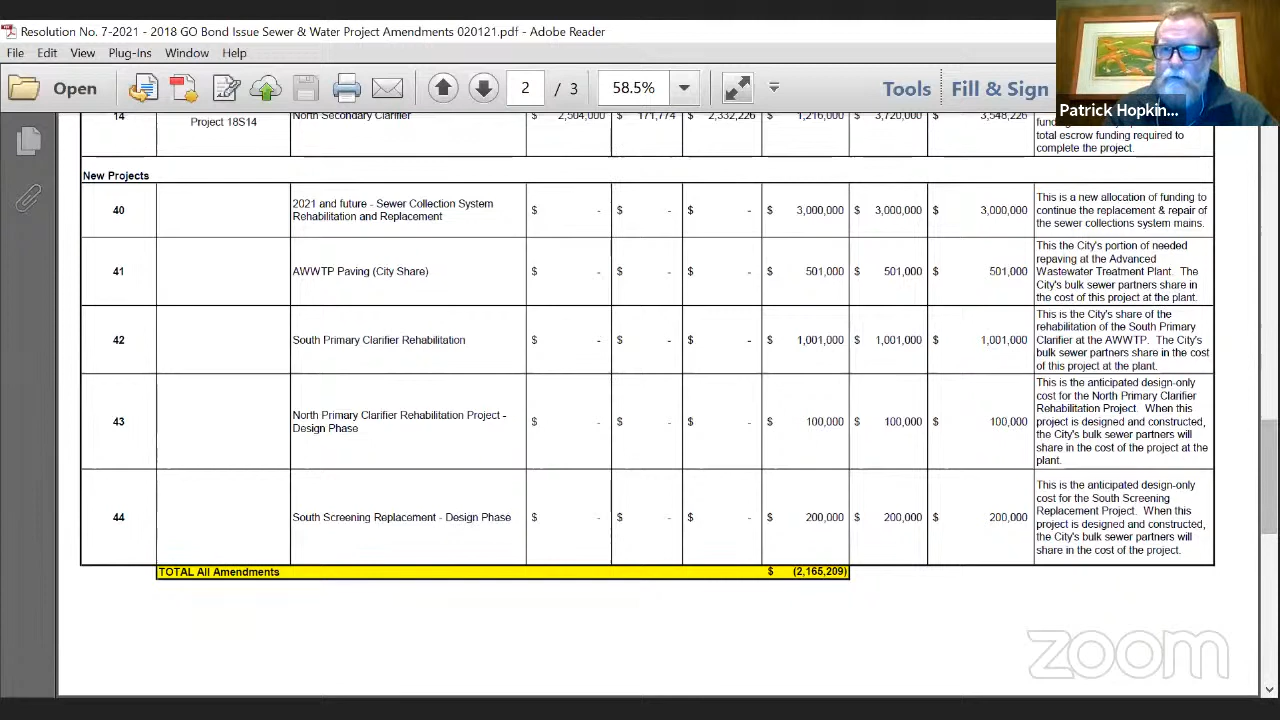 Resolution No. 7-2021 - 2018 GO Bond Issue Sewer & Water Project Amendments 020121.pdf - Adobe Reader
File Edit View Plug-Ins Window Help
Open 2 / 3 58.5% Tools Fill & Sign
Patrick Hopkin...
14 Project 18S14 North Secondary Clarifier 2,504,000 171,774 2,332,226 1,216,000 3,720,000 3,548,226
total escrow funding required to
complete the project.
New Projects
40 2021 and future - Sewer Collection System
Rehabilitation and Replacement
$ - $ - $ - $ 3,000,000 $ 3,000,000 $ 3,000,000
This is a new allocation of funding to
continue the replacement & repair of
the sewer collections system mains.
41 AWWTP Paving (City Share) $ - $ - $ - $ 501,000 $ 501,000 $ 501,000
This the City's portion of needed
repaving at the Advanced
Wastewater Treatment Plant. The
City's bulk sewer partners share in
the cost of this project at the plant.
42 South Primary Clarifier Rehabilitation $ - $ - $ - $ 1,001,000 $ 1,001,000 $ 1,001,000
This is the City's share of the
rehabilitation of the South Primary
Clarifier at the AWWTP. The City's
bulk sewer partners share in the cost
of this project at the plant.
43 North Primary Clarifier Rehabilitation Project -
Design Phase
$ - $ - $ - $ 100,000 $ 100,000 $ 100,000
This is the anticipated design-only
cost for the North Primary Clarifier
Rehabilitation Project. When this
project is designed and constructed,
the City's bulk sewer partners will
share in the cost of the project at the
plant.
44 South Screening Replacement - Design Phase $ - $ - $ - $ 200,000 $ 200,000 $ 200,000
This is the anticipated design-only
cost for the South Screening
Replacement Project. When this
project is designed and constructed,
the City's bulk sewer partners will
share in the cost of the project.
TOTAL All Amendments $ (2,165,209)
zoom